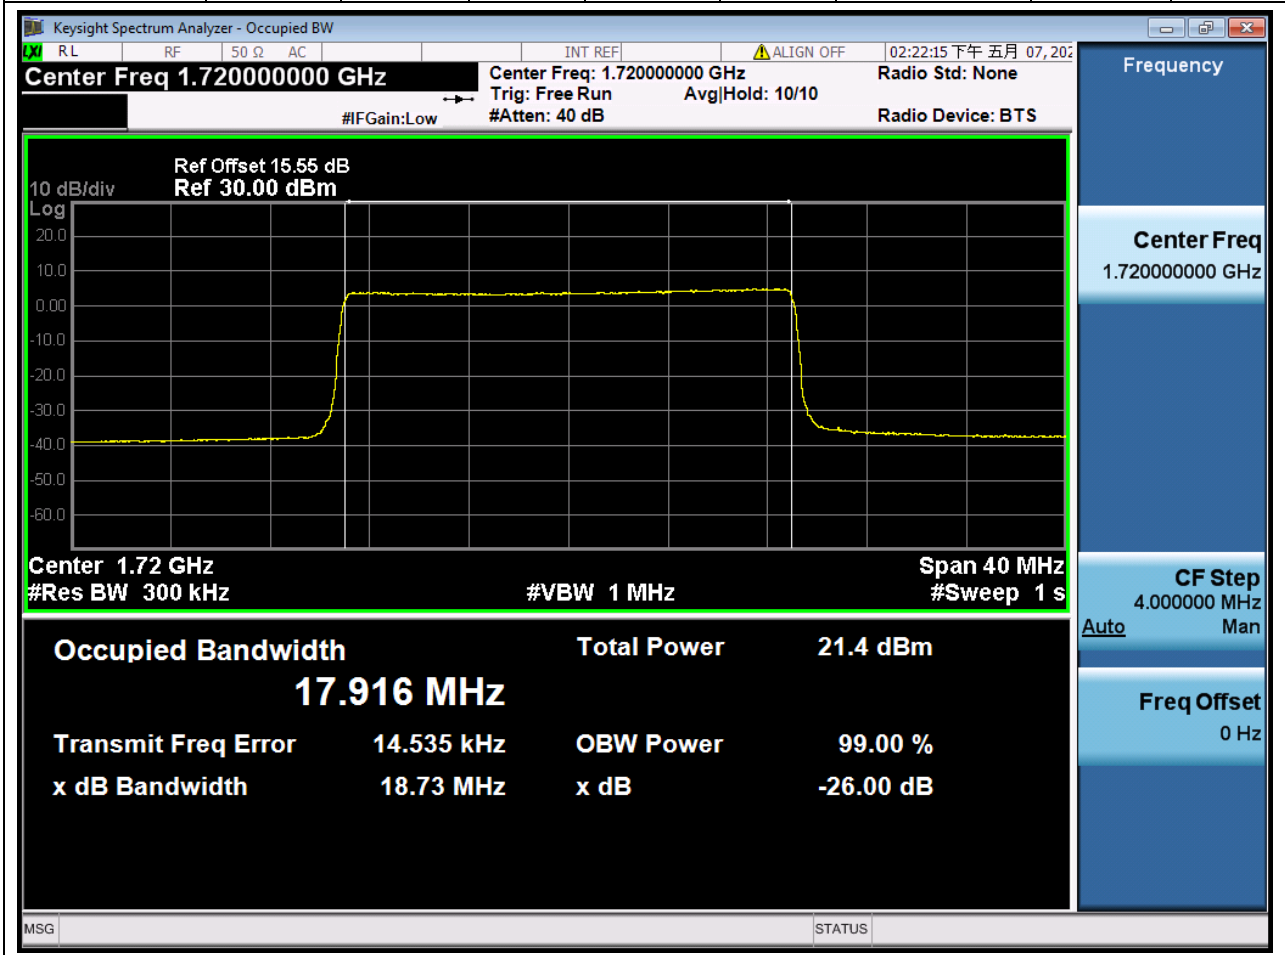 Keysight Spectrum Analyzer - Occupied BW
LXI RL RF 50 Ω AC INT REF ALIGN OFF 02:22:15 下午 五月 07, 202
Center Freq 1.720000000 GHz
Center Freq: 1.720000000 GHz
Radio Std: None
Trig: Free Run Avg|Hold: 10/10
#IFGain:Low
#Atten: 40 dB
Radio Device: BTS
Ref Offset 15.55 dB
10 dB/div Ref 30.00 dBm
Log
20.0
10.0
0.00
-10.0
-20.0
-30.0
-40.0
-50.0
-60.0
Center 1.72 GHz Span 40 MHz
#Res BW 300 kHz #VBW 1 MHz #Sweep 1 s
Occupied Bandwidth Total Power 21.4 dBm
17.916 MHz
Transmit Freq Error 14.535 kHz OBW Power 99.00 %
x dB Bandwidth 18.73 MHz x dB -26.00 dB
Frequency
Center Freq
1.720000000 GHz
CF Step
4.000000 MHz
Auto Man
Freq Offset
0 Hz
MSG STATUS